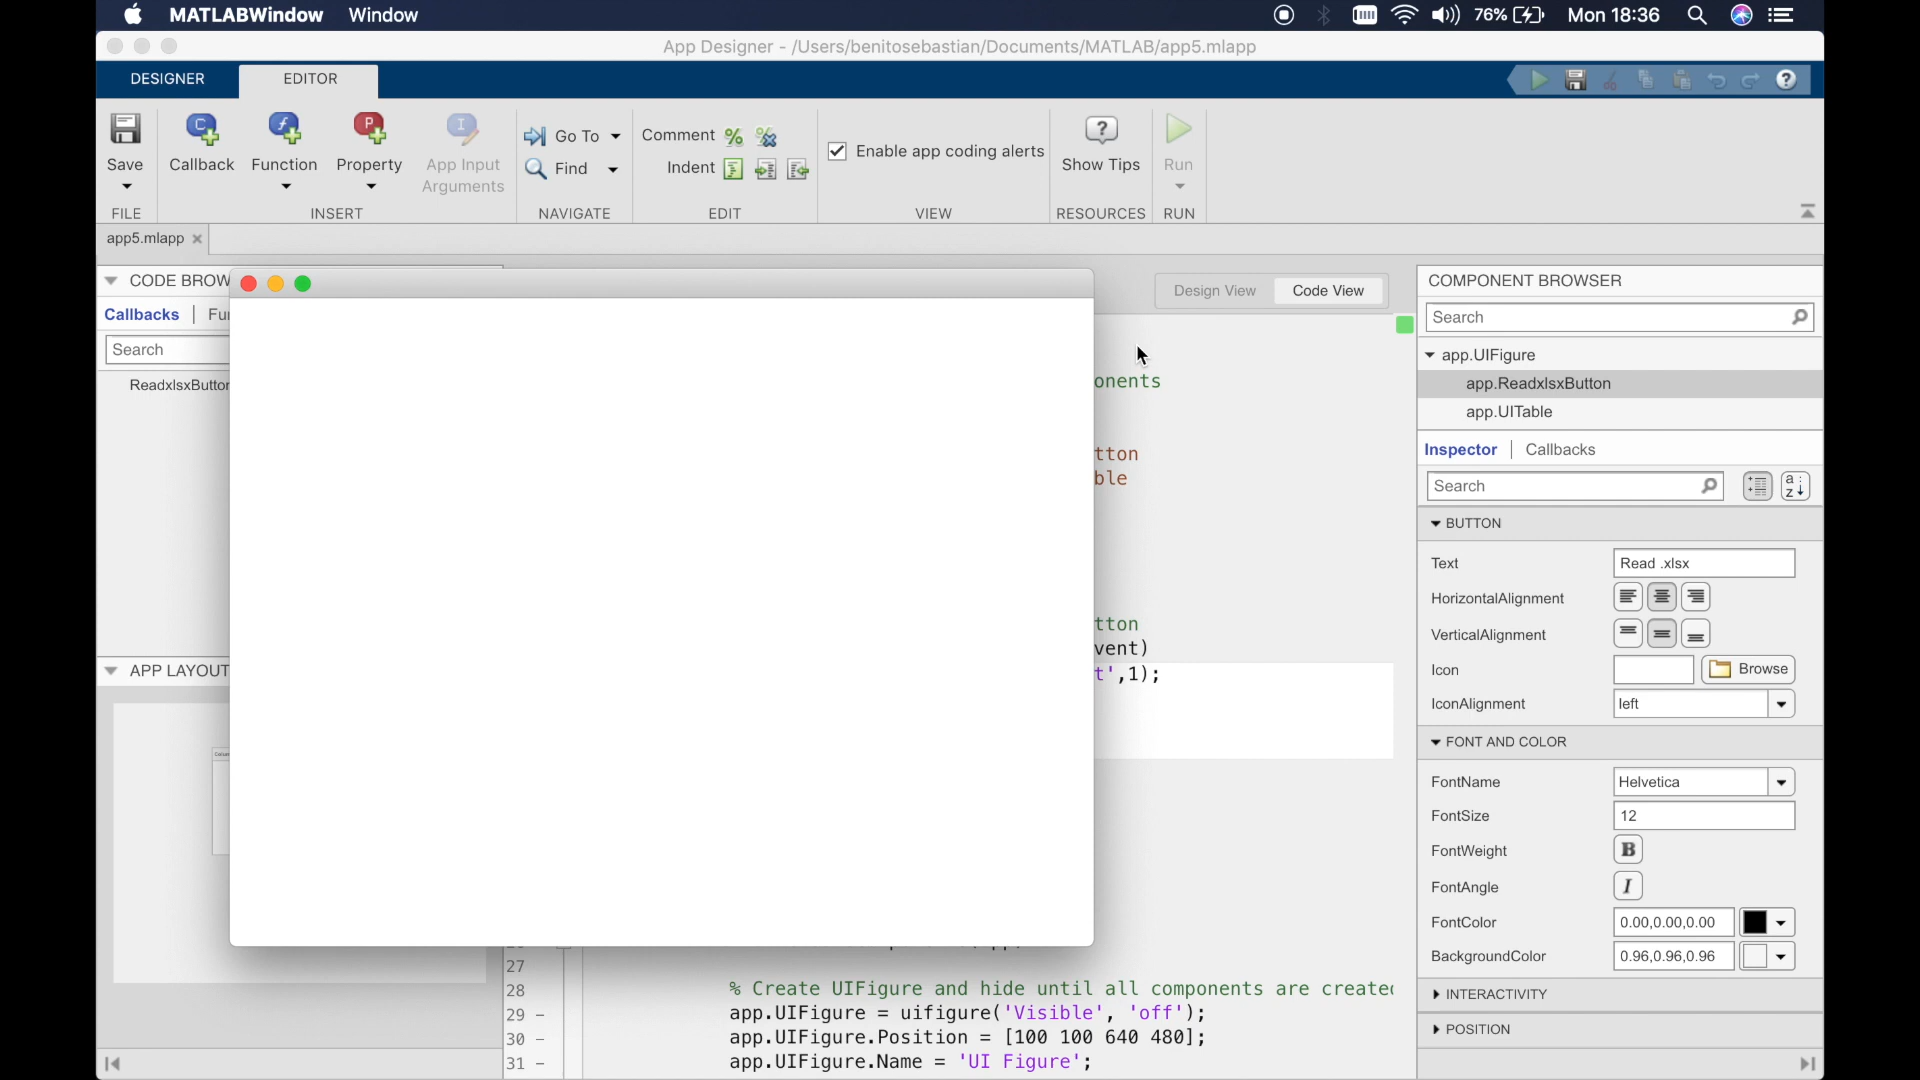 MATLABWindow Window 76% Mon 18:36
App Designer - /Users/benitosebastian/Documents/MATLAB/app5.mlapp
DESIGNER EDITOR
Save Callback Function Property App Input Arguments
Go To
Find
Comment
Indent
Enable app coding alerts
Show Tips
Run
FILE INSERT NAVIGATE EDIT VIEW RESOURCES RUN
app5.mlapp
CODE BROW
Callbacks Fu
Search
ReadxlsxButton
APP LAYOUT
Design View Code View
onents
tton
ble
tton
vent)
t',1);
27
28 % Create UIFigure and hide until all components are created
29 - app.UIFigure = uifigure('Visible', 'off');
30 - app.UIFigure.Position = [100 100 640 480];
31 - app.UIFigure.Name = 'UI Figure';
COMPONENT BROWSER
Search
app.UIFigure
app.ReadxlsxButton
app.UITable
Inspector Callbacks
Search
BUTTON
Text Read .xlsx
HorizontalAlignment
VerticalAlignment
Icon Browse
IconAlignment left
FONT AND COLOR
FontName Helvetica
FontSize 12
FontWeight B
FontAngle I
FontColor 0.00,0.00,0.00
BackgroundColor 0.96,0.96,0.96
INTERACTIVITY
POSITION